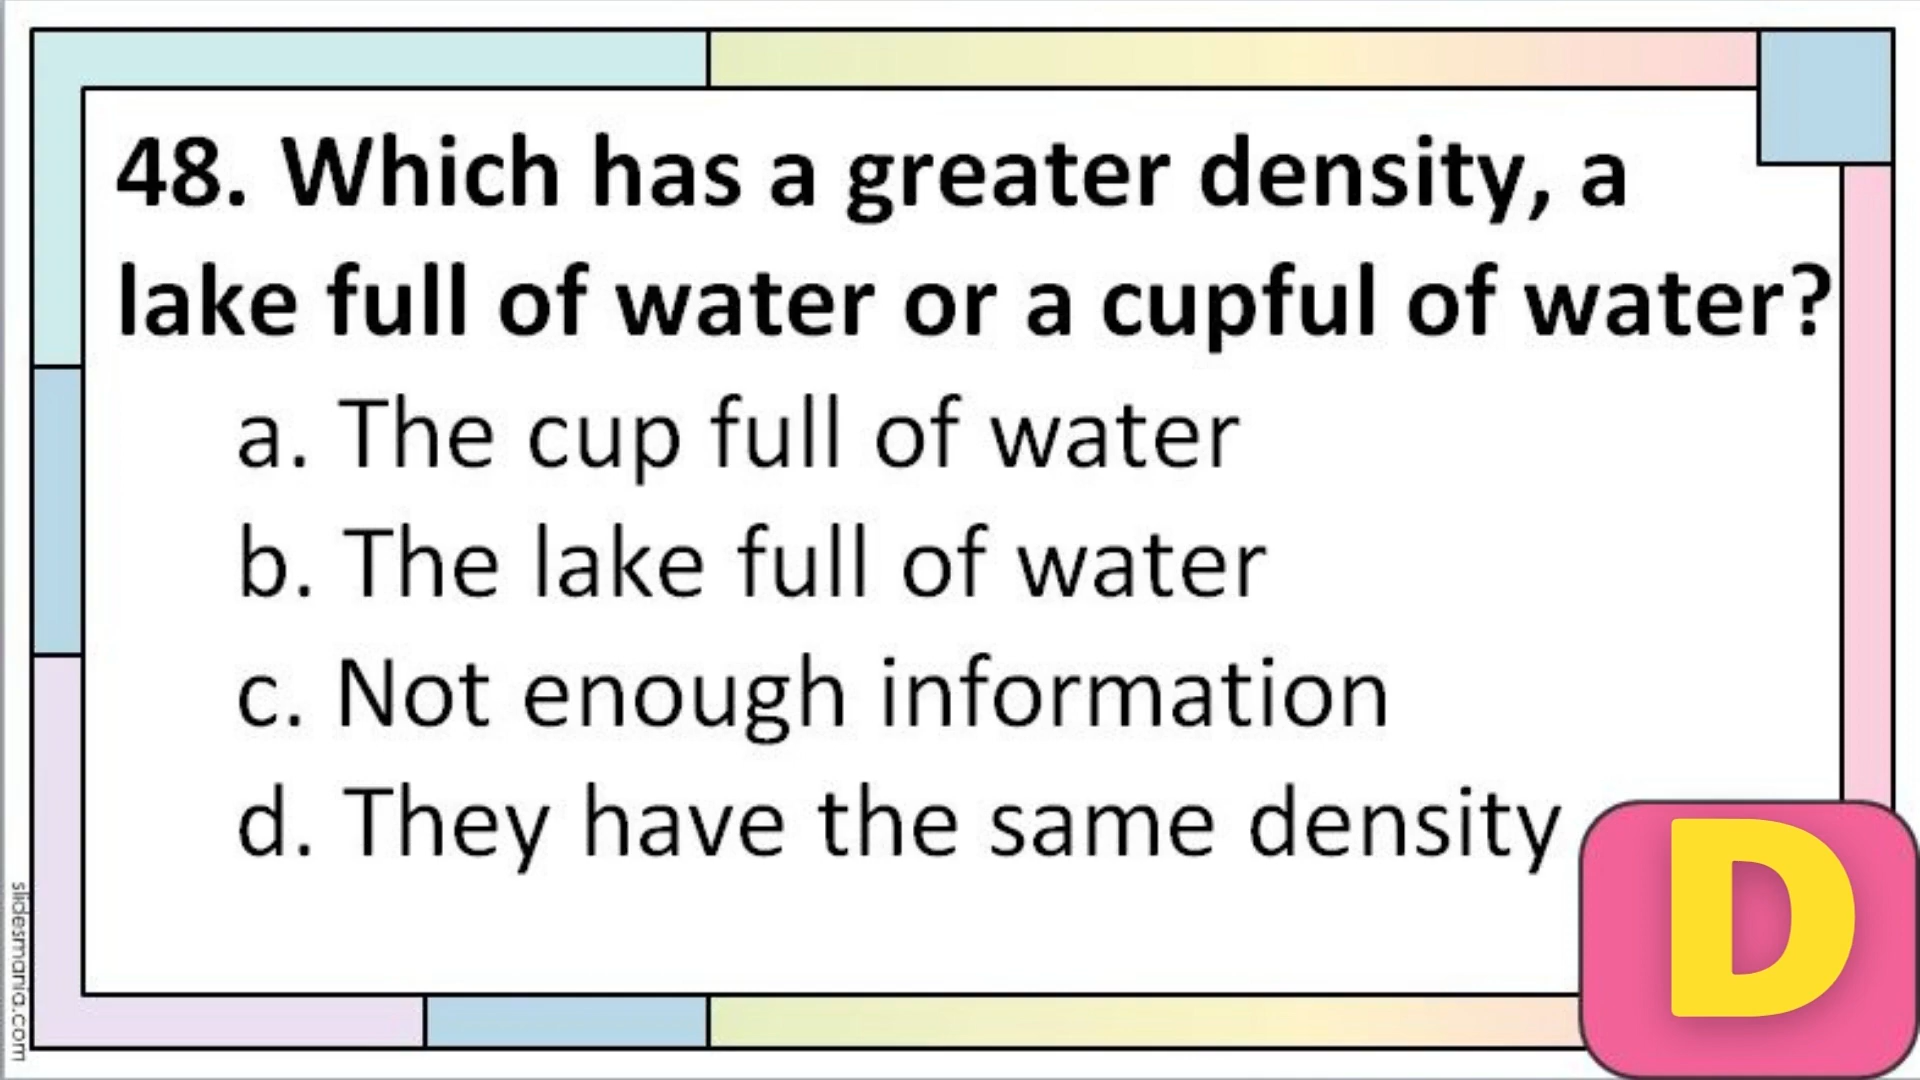 48. Which has a greater density, a
lake full of water or a cupful of water?
a. The cup full of water
b. The lake full of water
c. Not enough information
d. They have the same density
D
slidesmania.com